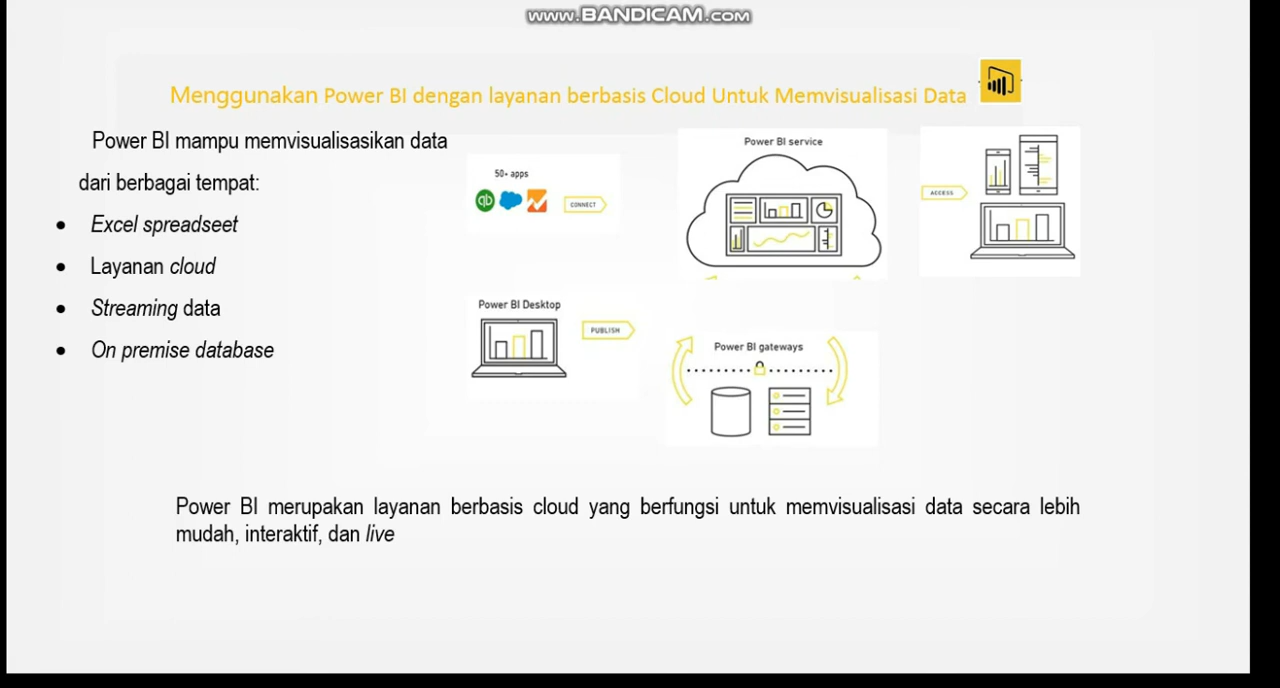 www.BANDICAM.com
Menggunakan Power BI dengan layanan berbasis Cloud Untuk Memvisualisasi Data
Power BI mampu memvisualisasikan data
dari berbagai tempat:
• Excel spreadseet
• Layanan cloud
• Streaming data
• On premise database
50+ apps
qb
CONNECT
Power BI service
ACCESS
Power BI Desktop
PUBLISH
Power BI gateways
Power BI merupakan layanan berbasis cloud yang berfungsi untuk memvisualisasi data secara lebih
mudah, interaktif, dan live